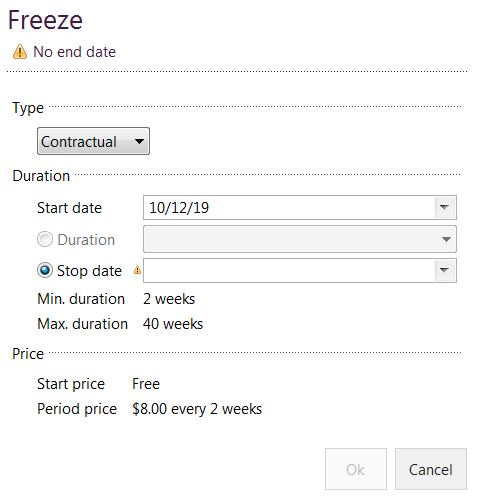 Freeze
No end date
Type
Contractual
Duration
Start date 10/12/19
Duration
Stop date
Min. duration 2 weeks
Max. duration 40 weeks
Price
Start price Free
Period price $8.00 every 2 weeks
Ok Cancel